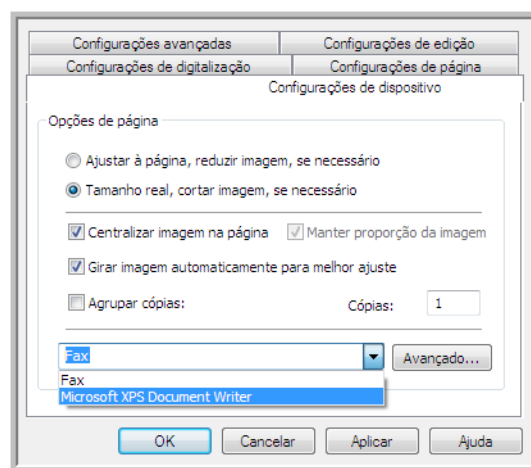 Configurações avançadas
Configurações de edição
Configurações de digitalização
Configurações de página
Configurações de dispositivo
Opções de página
Ajustar à página, reduzir imagem, se necessário
Tamanho real, cortar imagem, se necessário
Centralizar imagem na página
Manter proporção da imagem
Girar imagem automaticamente para melhor ajuste
Agrupar cópias:
Cópias:
1
Fax
Avançado...
Fax
Microsoft XPS Document Writer
OK
Cancelar
Aplicar
Ajuda